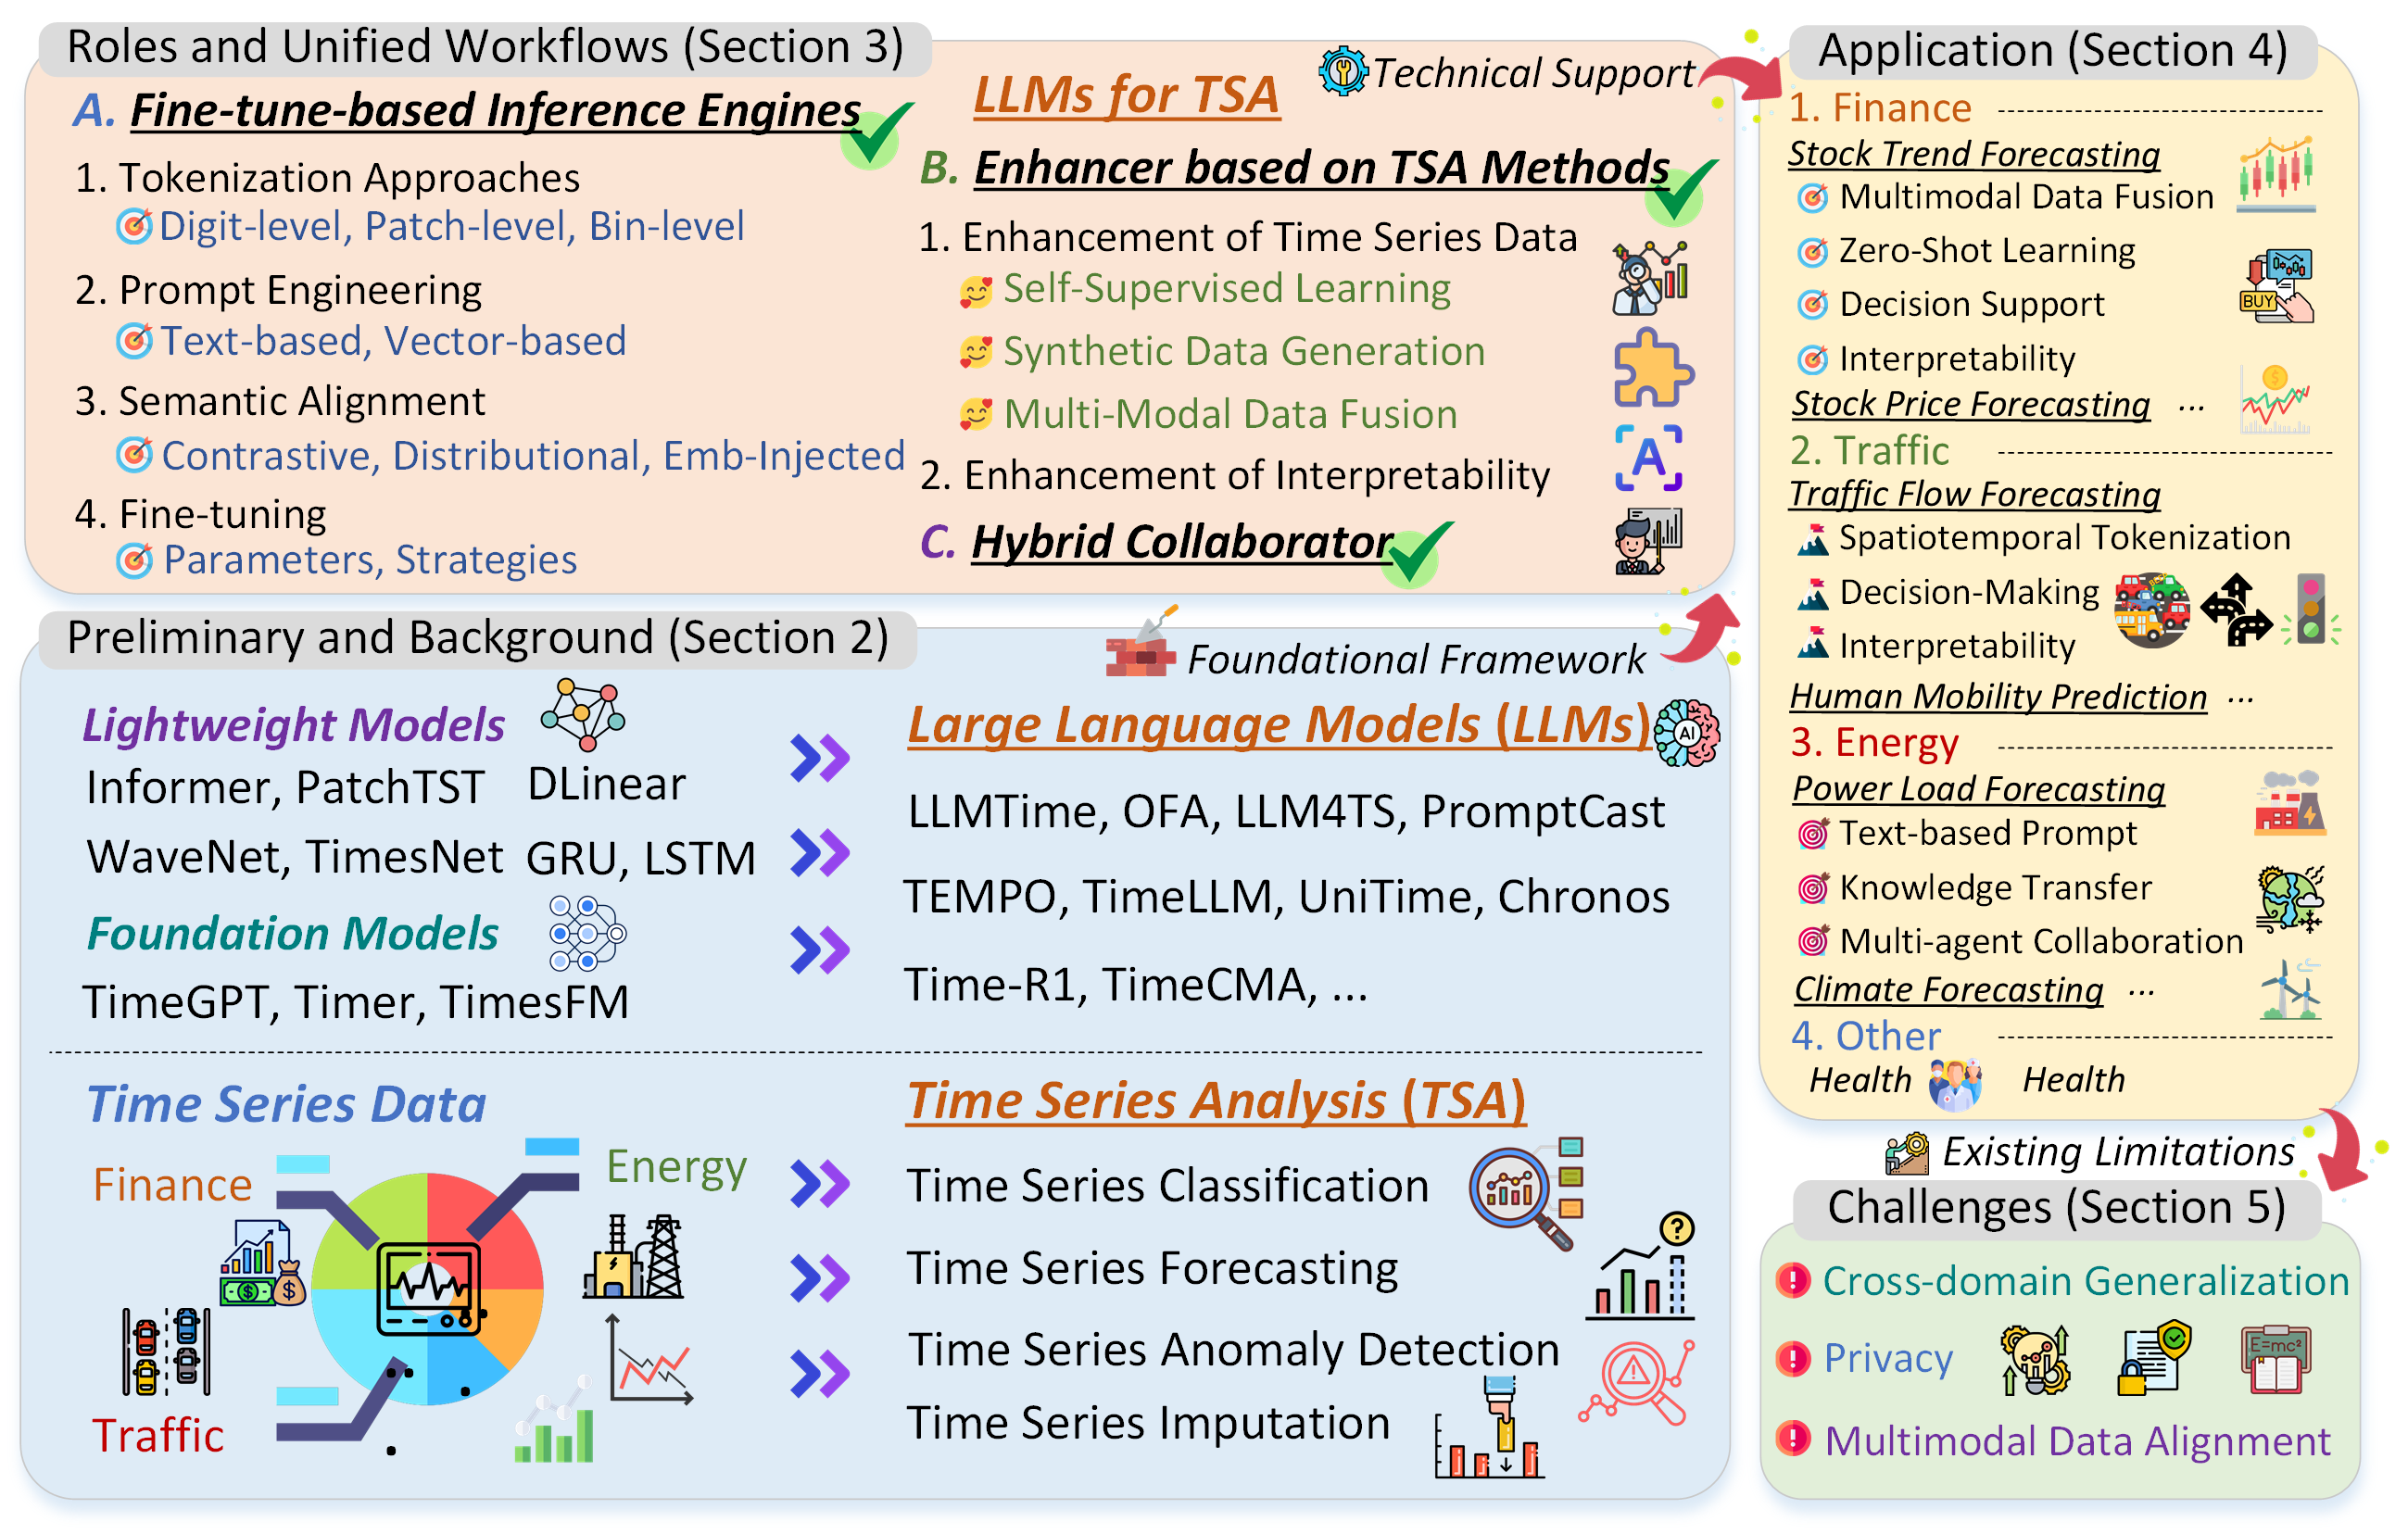 Roles and Unified Workflows (Section 3)
A. Fine-tune-based Inference Engines
1. Tokenization Approaches
Digit-level, Patch-level, Bin-level
2. Prompt Engineering
Text-based, Vector-based
3. Semantic Alignment
Contrastive, Distributional, Emb-Injected
4. Fine-tuning
Parameters, Strategies
LLMs for TSA
Technical Support
B. Enhancer based on TSA Methods
1. Enhancement of Time Series Data
Self-Supervised Learning
Synthetic Data Generation
Multi-Modal Data Fusion
A
2. Enhancement of Interpretability
C. Hybrid Collaborator
Preliminary and Background (Section 2)
Foundational Framework
Lightweight Models
Informer, PatchTST DLinear
WaveNet, TimesNet GRU, LSTM
Foundation Models
TimeGPT, Timer, TimesFM
Large Language Models (LLMs)
AI
LLMTime, OFA, LLM4TS, PromptCast
TEMPO, TimeLLM, UniTime, Chronos
Time-R1, TimeCMA, ...
Time Series Data
Finance
Energy
Traffic
Time Series Analysis (TSA)
Time Series Classification
Time Series Forecasting
?
Time Series Anomaly Detection
Time Series Imputation
Application (Section 4)
1. Finance
Stock Trend Forecasting
Multimodal Data Fusion
Zero-Shot Learning
BUY
Decision Support
Interpretability
Stock Price Forecasting ...
2. Traffic
Traffic Flow Forecasting
Spatiotemporal Tokenization
Decision-Making
Interpretability
Human Mobility Prediction ...
3. Energy
Power Load Forecasting
Text-based Prompt
Knowledge Transfer
Multi-agent Collaboration
Climate Forecasting ...
4. Other
Health Health
Existing Limitations
Challenges (Section 5)
Cross-domain Generalization
Privacy
E=mc²
Multimodal Data Alignment